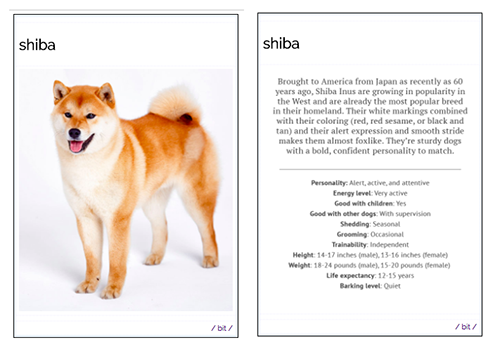 shiba
/ bit /
shiba
Brought to America from Japan as recently as 60
years ago, Shiba Inus are growing in popularity in
the West and are already the most popular breed
in their homeland. Their white markings combined
with their coloring (red, red sesame, or black and
tan) and their alert expression and smooth stride
makes them almost foxlike. They're sturdy dogs
with a bold, confident personality to match.
Personality: Alert, active, and attentive
Energy level: Very active
Good with children: Yes
Good with other dogs: With supervision
Shedding: Seasonal
Grooming: Occasional
Trainability: Independent
Height: 14-17 inches (male), 13-16 inches (female)
Weight: 18-24 pounds (male), 15-20 pounds (female)
Life expectancy: 12-15 years
Barking level: Quiet
/ bit /